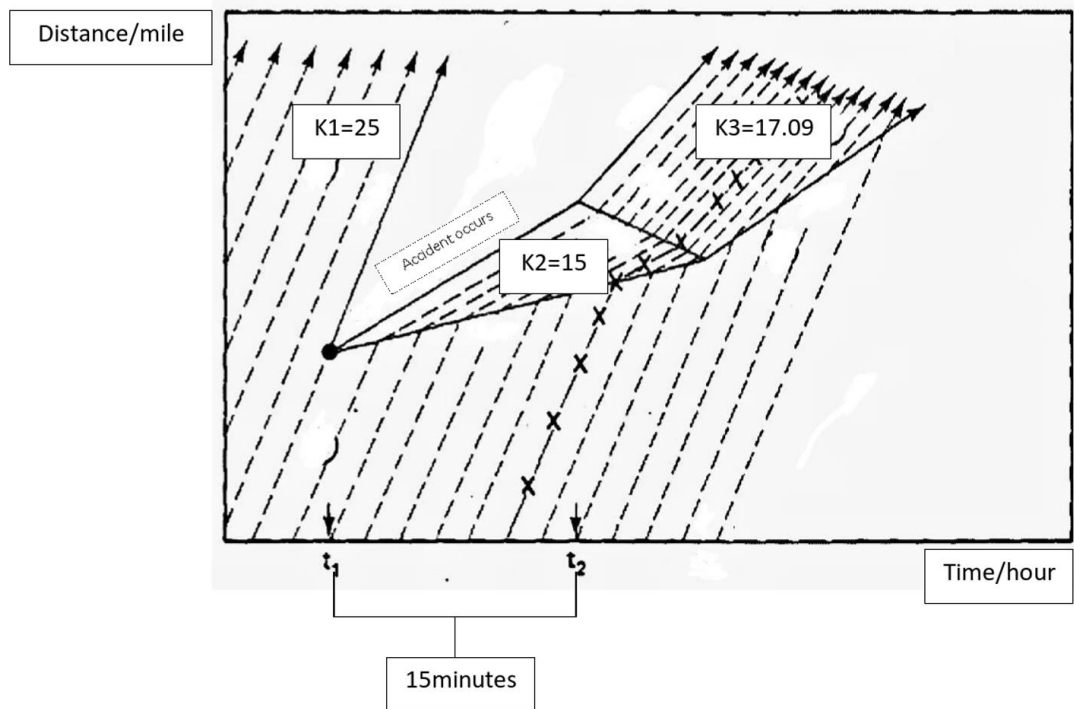 Distance/mile
K1=25
K3=17.09
Accident occurs
K2=15
t1
t2
Time/hour
15minutes